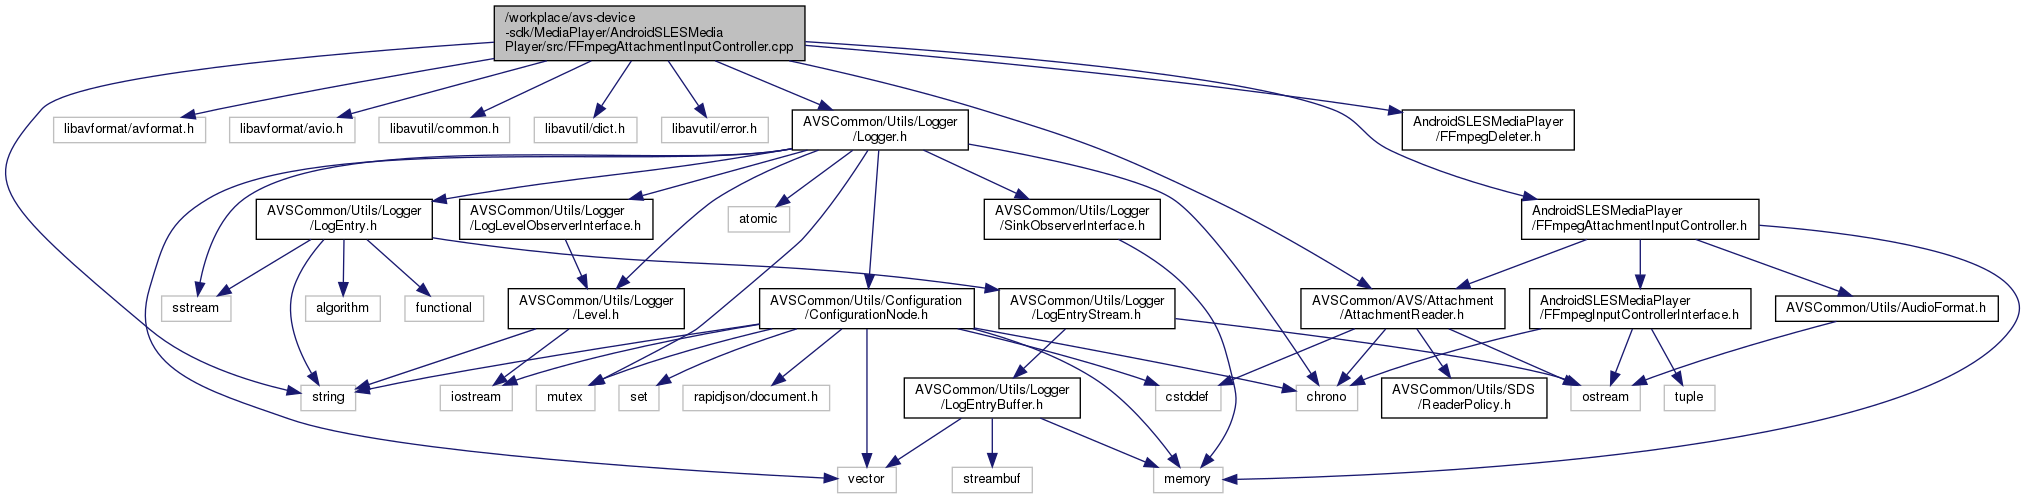 /workplace/avs-device
-sdk/MediaPlayer/AndroidSLESMedia
Player/src/FFmpegAttachmentInputController.cpp
libavformat/avformat.h
libavformat/avio.h
libavutil/common.h
libavutil/dict.h
libavutil/error.h
AVSCommon/Utils/Logger
/Logger.h
AndroidSLESMediaPlayer
/FFmpegDeleter.h
AVSCommon/Utils/Logger
/LogEntry.h
AVSCommon/Utils/Logger
/LogLevelObserverInterface.h
atomic
AVSCommon/Utils/Logger
/SinkObserverInterface.h
AndroidSLESMediaPlayer
/FFmpegAttachmentInputController.h
sstream
algorithm
functional
AVSCommon/Utils/Logger
/Level.h
AVSCommon/Utils/Configuration
/ConfigurationNode.h
AVSCommon/Utils/Logger
/LogEntryStream.h
AVSCommon/AVS/Attachment
/AttachmentReader.h
AndroidSLESMediaPlayer
/FFmpegInputControllerInterface.h
AVSCommon/Utils/AudioFormat.h
string
iostream
mutex
set
rapidjson/document.h
AVSCommon/Utils/Logger
/LogEntryBuffer.h
cstddef
chrono
AVSCommon/Utils/SDS
/ReaderPolicy.h
ostream
tuple
vector
streambuf
memory